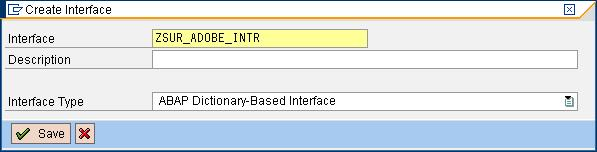 Create Interface
Interface ZSUR_ADOBE_INTR
Description
Interface Type ABAP Dictionary-Based Interface
Save